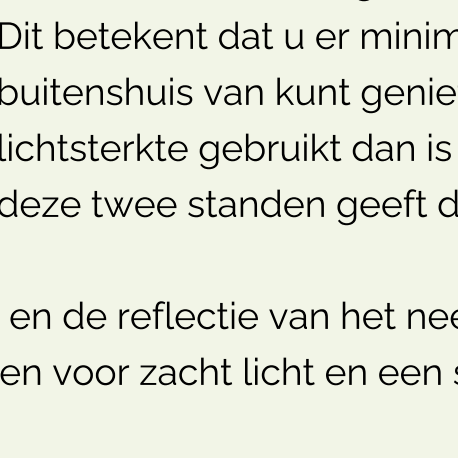 Dit betekent dat u er minim
buitenshuis van kunt genie
lichtsterkte gebruikt dan is
deze twee standen geeft d
en de reflectie van het nee
en voor zacht licht en een s